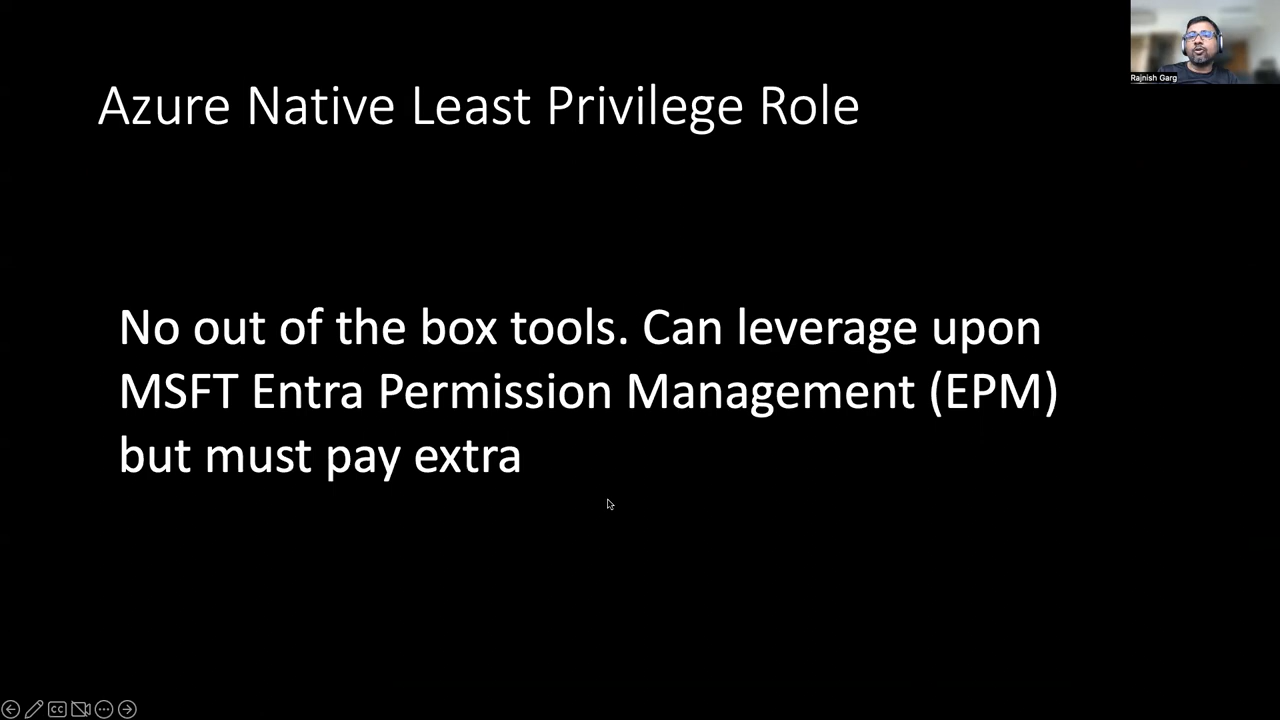 Rajnish Garg
Azure Native Least Privilege Role
No out of the box tools. Can leverage upon
MSFT Entra Permission Management (EPM)
but must pay extra
CC